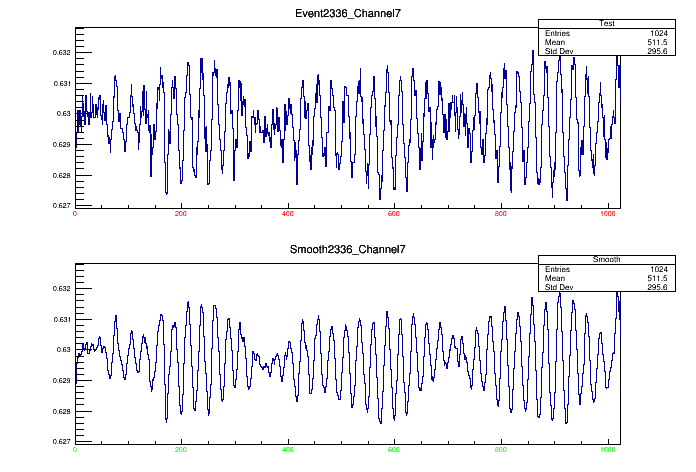 Event2336_Channel7
Test
Entries 1024
Mean 511.5
Std Dev 295.6
0.632
0.631
0.63
0.629
0.628
0.627
0 200 400 600 800 1000
Smooth2336_Channel7
Smooth
Entries 1024
Mean 511.5
Std Dev 295.6
0.632
0.631
0.63
0.629
0.628
0.627
0 200 400 600 800 1000